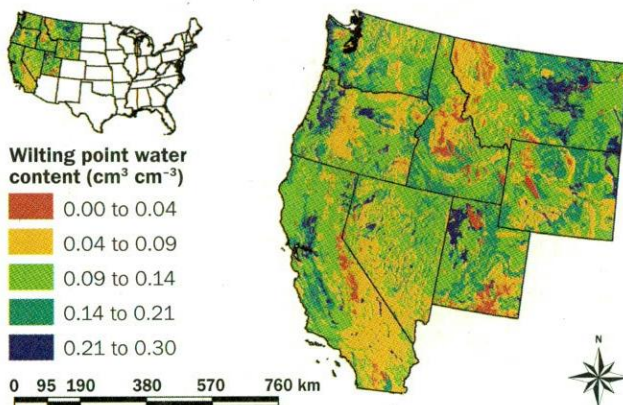 Wilting point water
content (cm³ cm⁻³)
0.00 to 0.04
0.04 to 0.09
0.09 to 0.14
0.14 to 0.21
0.21 to 0.30
0 95 190 380 570 760 km
N